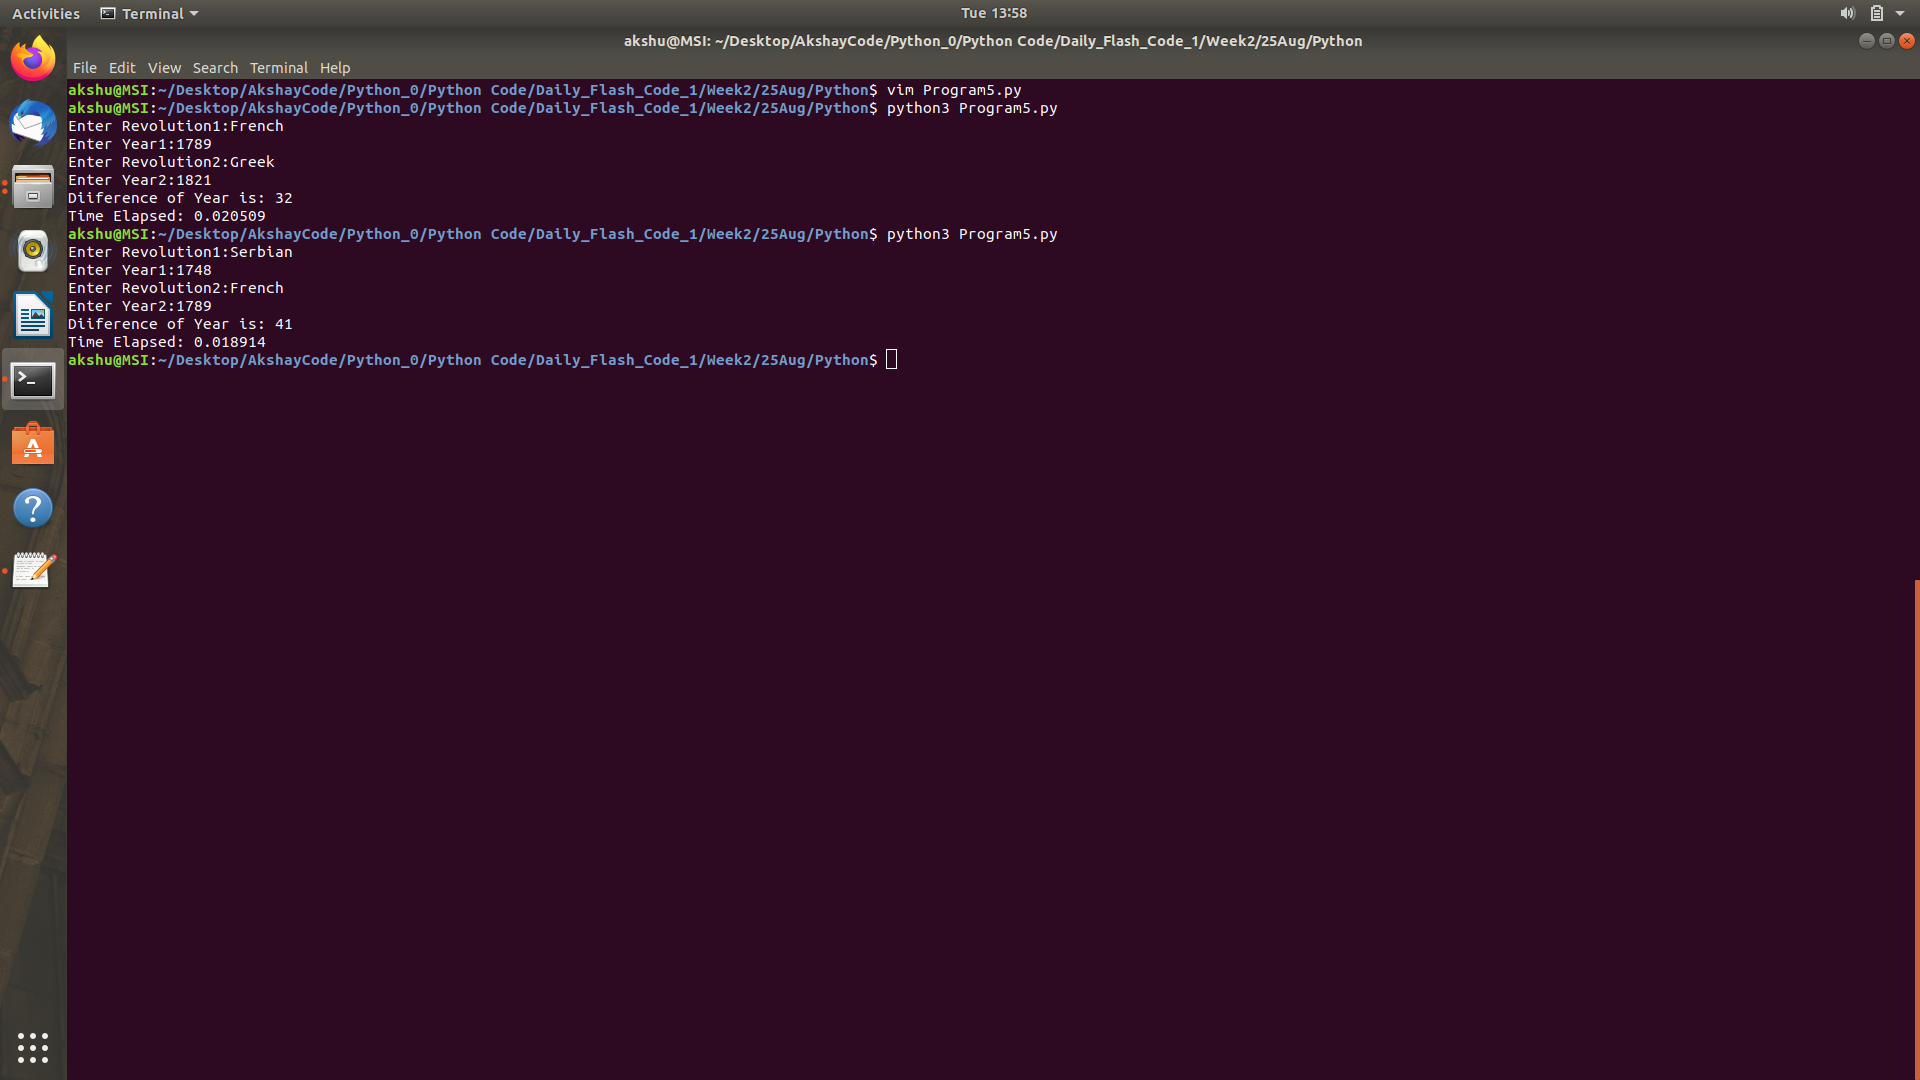 Activities Terminal Tue 13:58
akshu@MSI: ~/Desktop/AkshayCode/Python_0/Python Code/Daily_Flash_Code_1/Week2/25Aug/Python
File Edit View Search Terminal Help
akshu@MSI:~/Desktop/AkshayCode/Python_0/Python Code/Daily_Flash_Code_1/Week2/25Aug/Python$ vim Program5.py
akshu@MSI:~/Desktop/AkshayCode/Python_0/Python Code/Daily_Flash_Code_1/Week2/25Aug/Python$ python3 Program5.py
Enter Revolution1:French
Enter Year1:1789
Enter Revolution2:Greek
Enter Year2:1821
Diifference of Year is: 32
Time Elapsed: 0.020509
akshu@MSI:~/Desktop/AkshayCode/Python_0/Python Code/Daily_Flash_Code_1/Week2/25Aug/Python$ python3 Program5.py
Enter Revolution1:Serbian
Enter Year1:1748
Enter Revolution2:French
Enter Year2:1789
Diifference of Year is: 41
Time Elapsed: 0.018914
akshu@MSI:~/Desktop/AkshayCode/Python_0/Python Code/Daily_Flash_Code_1/Week2/25Aug/Python$